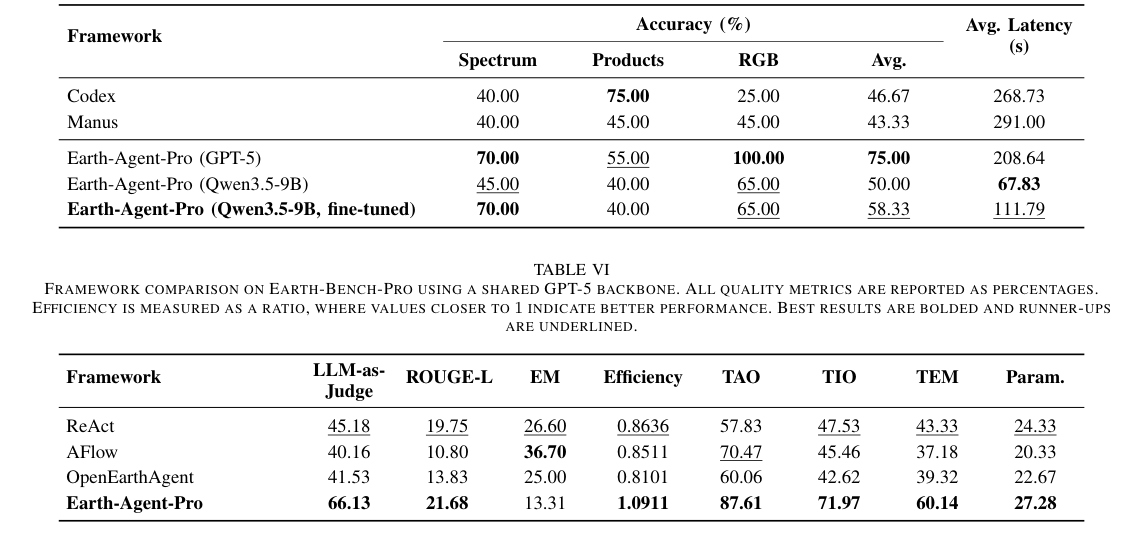 Framework Accuracy (%) Avg. Latency (s)
Spectrum Products RGB Avg.
Codex 40.00 75.00 25.00 46.67 268.73
Manus 40.00 45.00 45.00 43.33 291.00
Earth-Agent-Pro (GPT-5) 70.00 55.00 100.00 75.00 208.64
Earth-Agent-Pro (Qwen3.5-9B) 45.00 40.00 65.00 50.00 67.83
Earth-Agent-Pro (Qwen3.5-9B, fine-tuned) 70.00 40.00 65.00 58.33 111.79
TABLE VI
FRAMEWORK COMPARISON ON EARTH-BENCH-PRO USING A SHARED GPT-5 BACKBONE. ALL QUALITY METRICS ARE REPORTED AS PERCENTAGES.
EFFICIENCY IS MEASURED AS A RATIO, WHERE VALUES CLOSER TO 1 INDICATE BETTER PERFORMANCE. BEST RESULTS ARE BOLDED AND RUNNER-UPS
ARE UNDERLINED.
Framework LLM-as-Judge ROUGE-L EM Efficiency TAO TIO TEM Param.
ReAct 45.18 19.75 26.60 0.8636 57.83 47.53 43.33 24.33
AFlow 40.16 10.80 36.70 0.8511 70.47 45.46 37.18 20.33
OpenEarthAgent 41.53 13.83 25.00 0.8101 60.06 42.62 39.32 22.67
Earth-Agent-Pro 66.13 21.68 13.31 1.0911 87.61 71.97 60.14 27.28